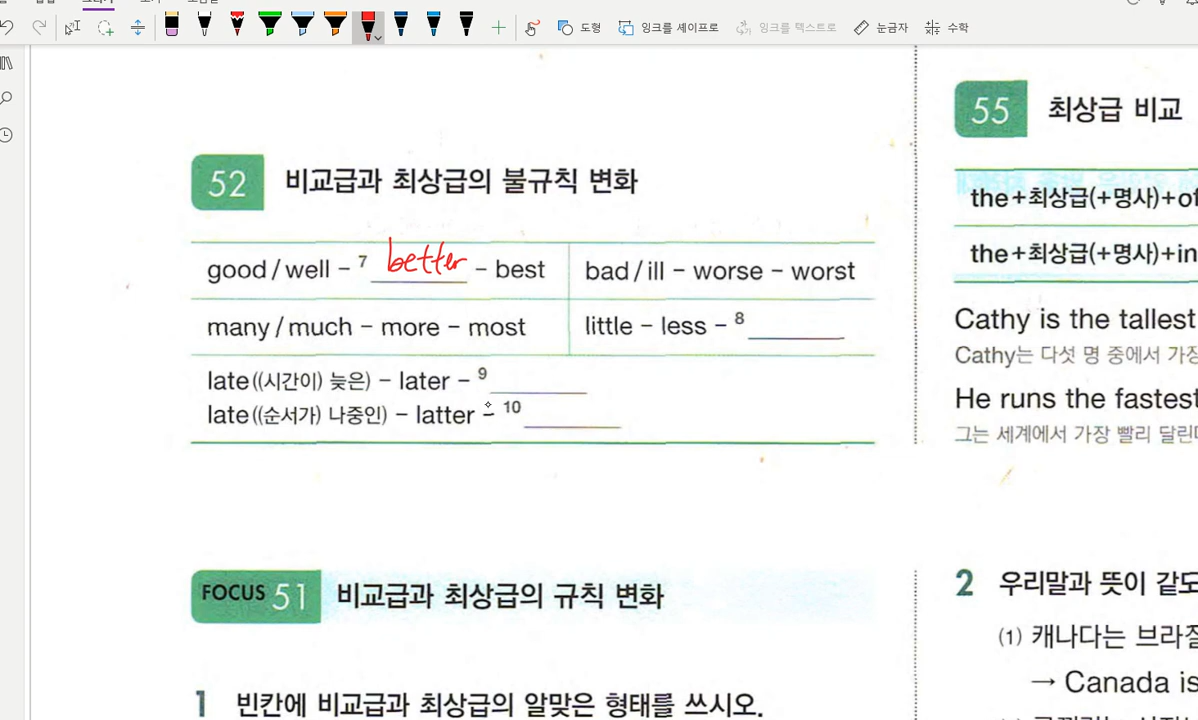 도형
잉크를 셰이프로
잉크를 텍스트로
눈금자
수학
55 최상급 비교
52 비교급과 최상급의 불규칙 변화
the+최상급(+명사)+of
good / well – 7 better – best
bad / ill – worse – worst
the+최상급(+명사)+in
many / much – more – most
little – less – 8
Cathy is the tallest
Cathy는 다섯 명 중에서 가장
late((시간이) 늦은) – later – 9
late((순서가) 나중인) – latter – 10
He runs the fastest
그는 세계에서 가장 빨리
FOCUS 51 비교급과 최상급의 규칙 변화
2 우리말과 뜻이 같도
(1) 캐나다는 브라질
→ Canada is
1 빈칸에 비교급과 최상급의 알맞은 형태를 쓰시오.